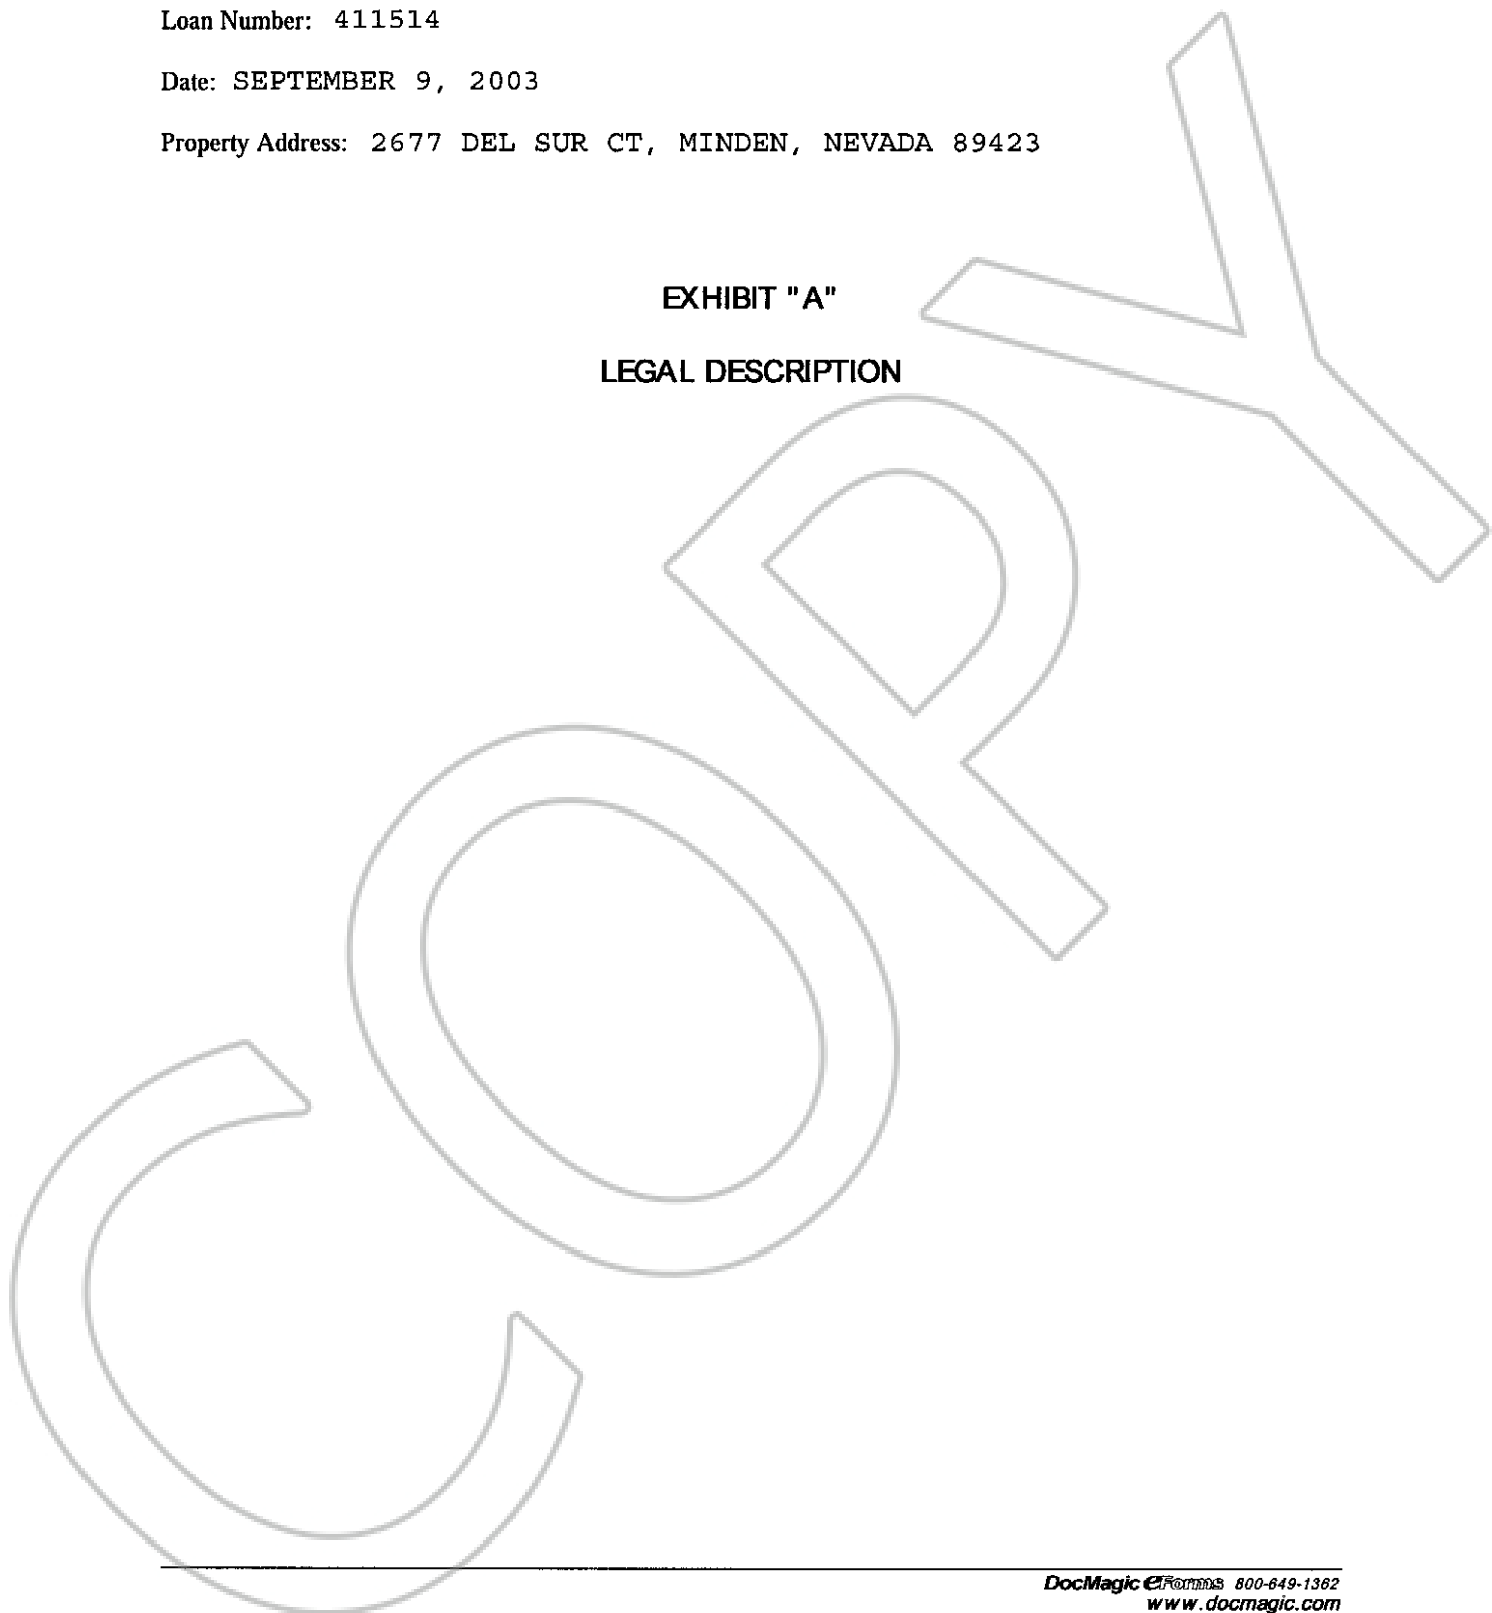 Loan Number: 411514
Date: SEPTEMBER 9, 2003
Property Address: 2677 DEL SUR CT, MINDEN, NEVADA 89423
EXHIBIT "A"
LEGAL DESCRIPTION
COPY
DocMagic eForms 800-649-1362
www.docmagic.com